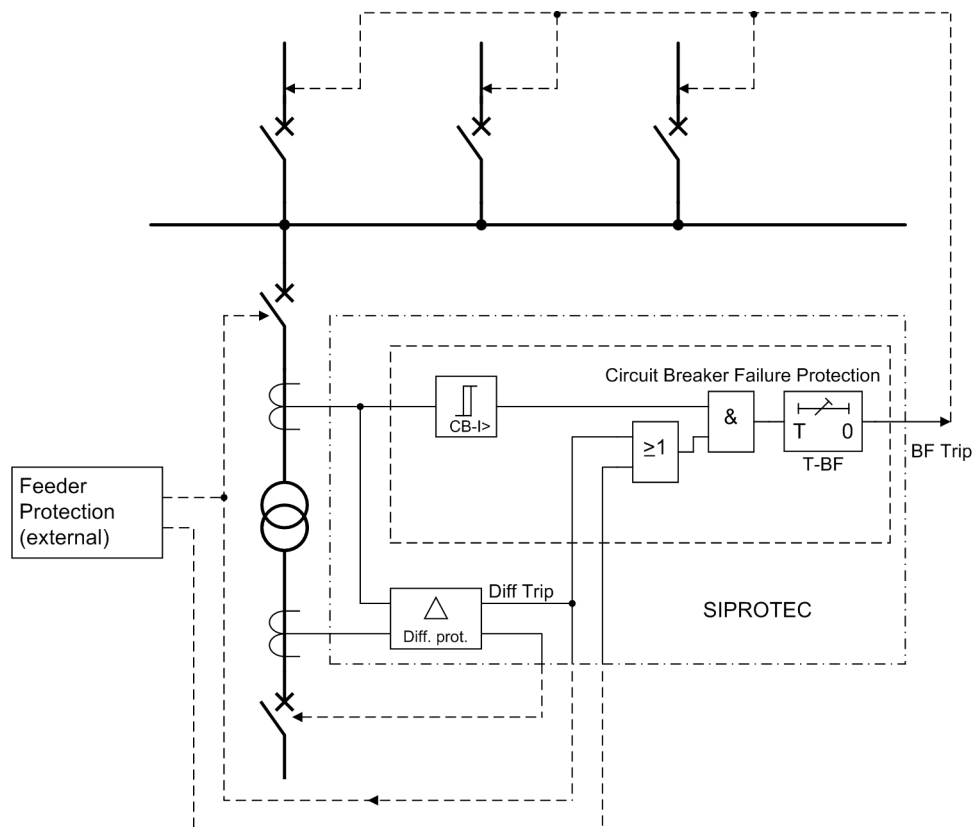 Circuit Breaker Failure Protection
CB-I>
&
T 0
T-BF
BF Trip
≥1
Feeder
Protection
(external)
Diff Trip
△
Diff. prot.
SIPROTEC